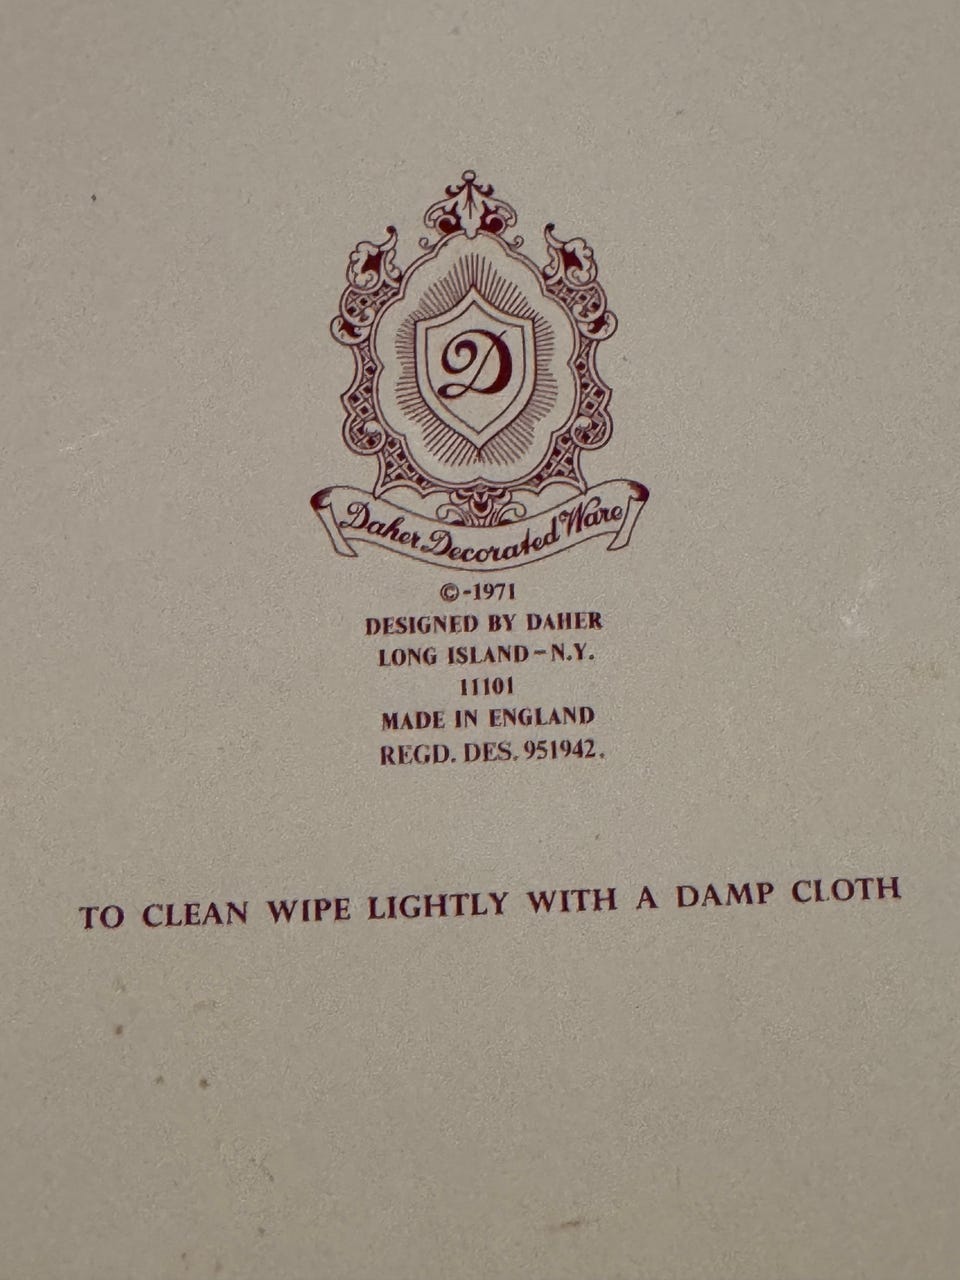 D
Daher Decorated Ware
©-1971
DESIGNED BY DAHER
LONG ISLAND-N.Y.
11101
MADE IN ENGLAND
REGD. DES. 951942.
TO CLEAN WIPE LIGHTLY WITH A DAMP CLOTH